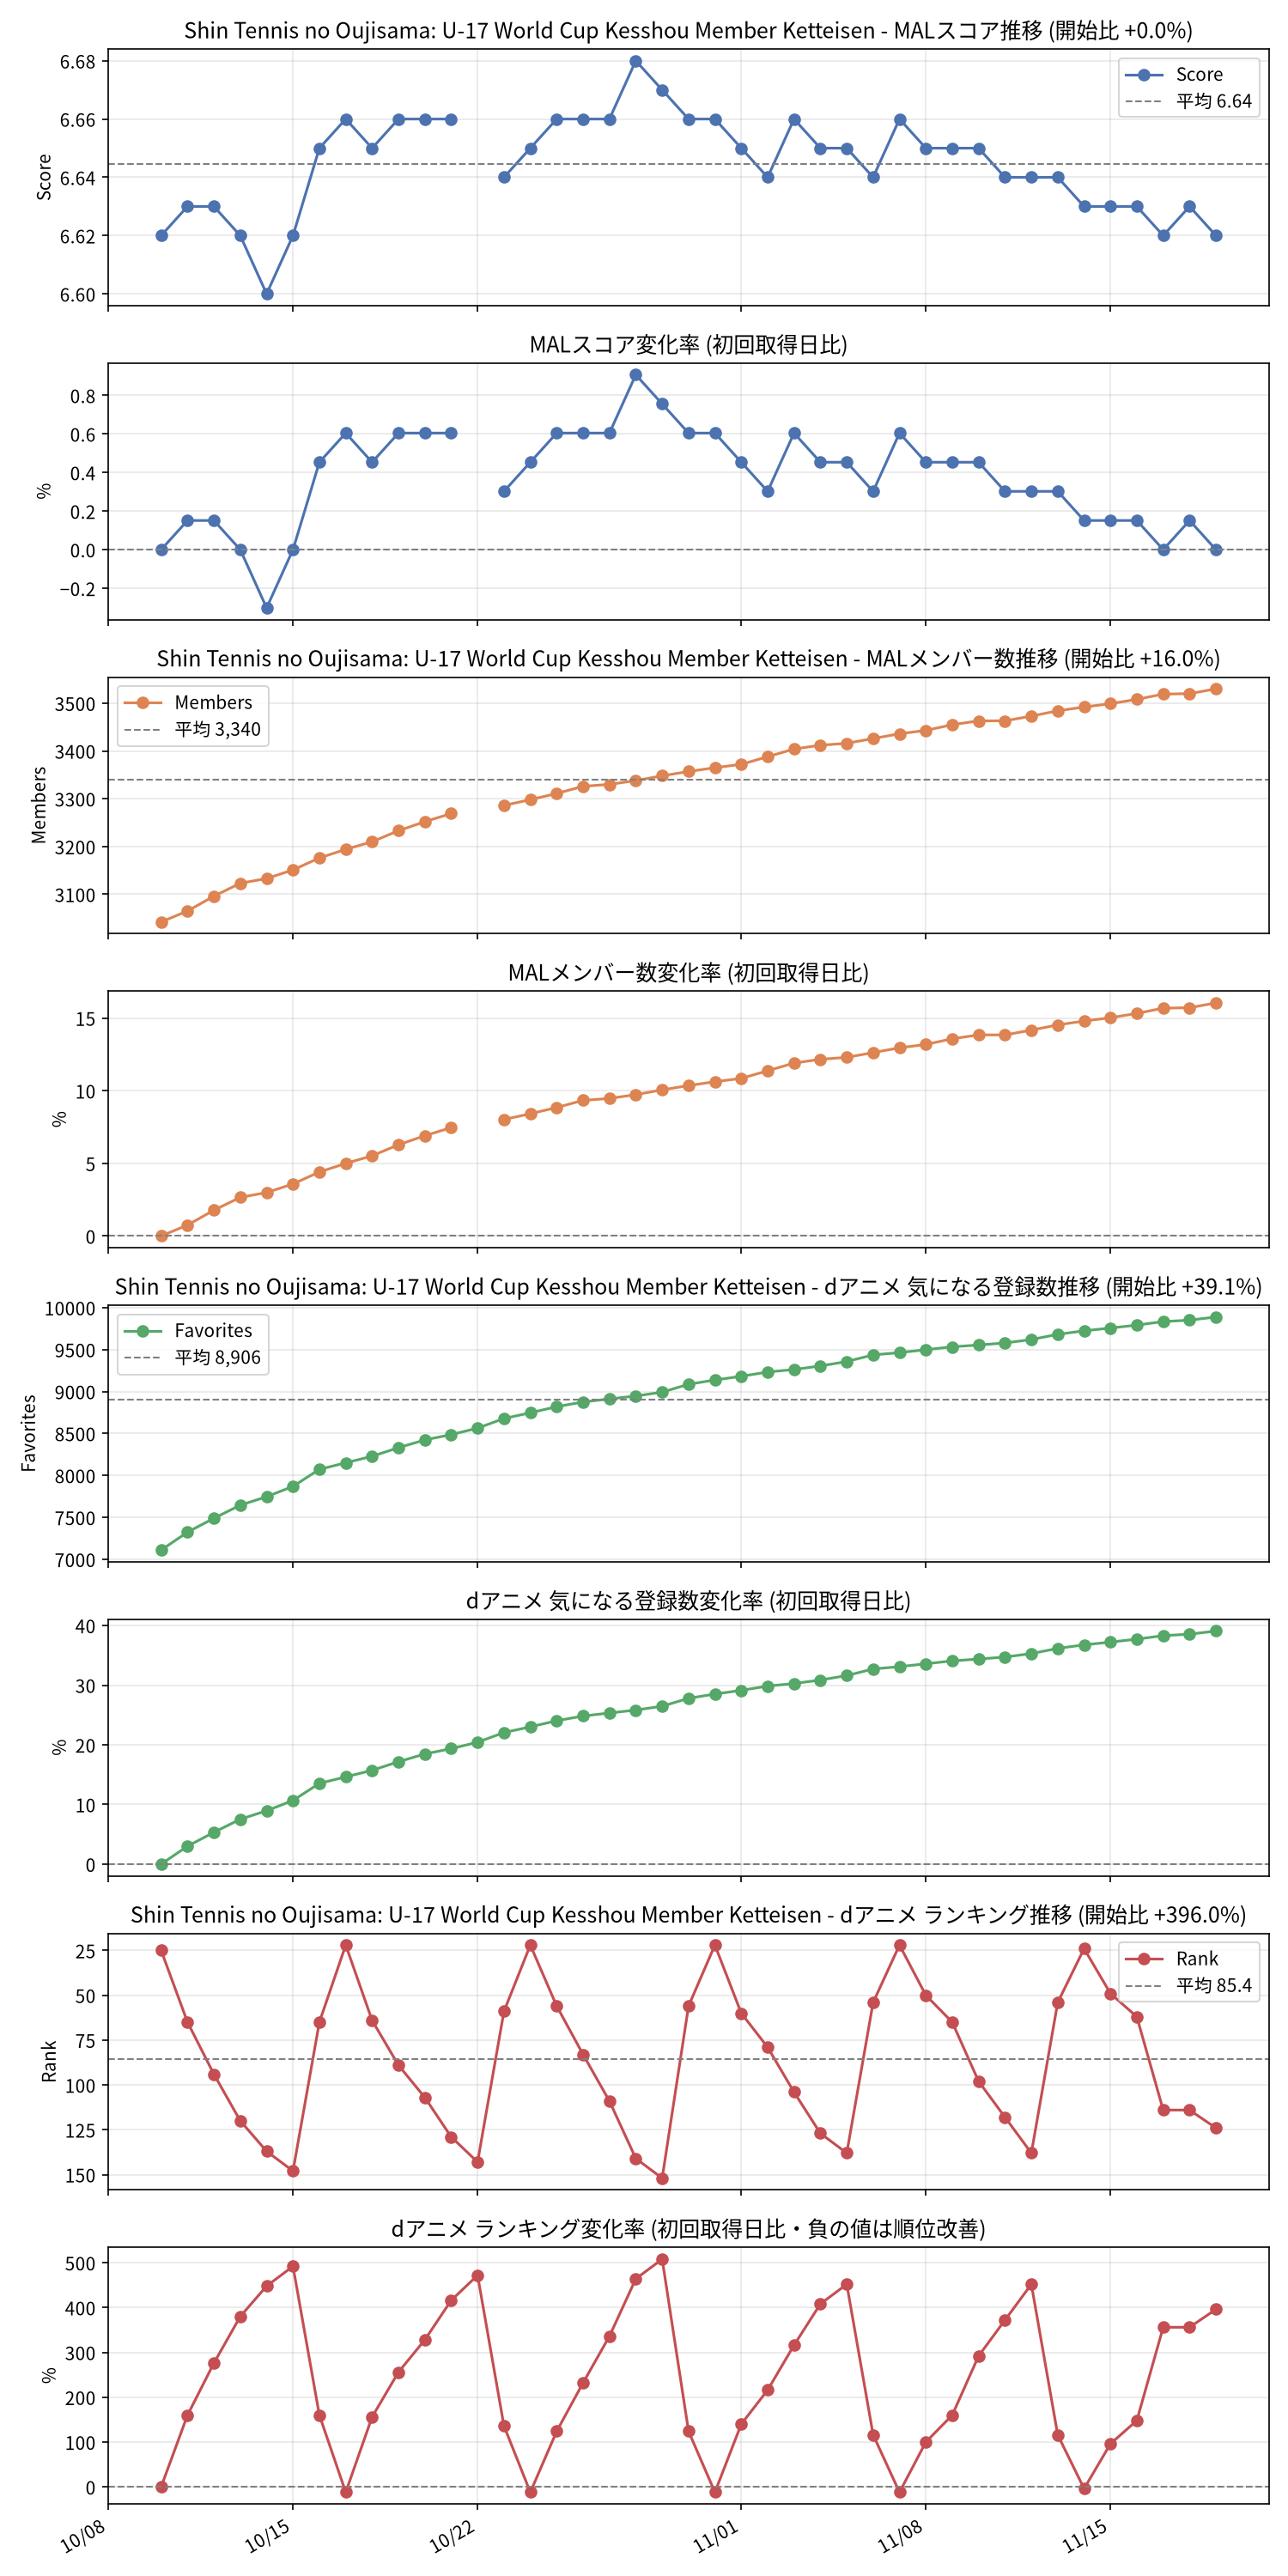 Shin Tennis no Oujisama: U-17 World Cup Kesshou Member Ketteisen - MALスコア推移 (開始比 +0.0%)
6.68
6.66
6.64
6.62
6.60
Score
Score
平均 6.64
MALスコア変化率 (初回取得日比)
0.8
0.6
0.4
0.2
0.0
−0.2
%
Shin Tennis no Oujisama: U-17 World Cup Kesshou Member Ketteisen - MALメンバー数推移 (開始比 +16.0%)
3500
3400
3300
3200
3100
Members
Members
平均 3,340
MALメンバー数変化率 (初回取得日比)
15
10
5
0
%
Shin Tennis no Oujisama: U-17 World Cup Kesshou Member Ketteisen - dアニメ 気になる登録数推移 (開始比 +39.1%)
10000
9500
9000
8500
8000
7500
7000
Favorites
Favorites
平均 8,906
dアニメ 気になる登録数変化率 (初回取得日比)
40
30
20
10
0
%
Shin Tennis no Oujisama: U-17 World Cup Kesshou Member Ketteisen - dアニメ ランキング推移 (開始比 +396.0%)
25
50
75
100
125
150
Rank
Rank
平均 85.4
dアニメ ランキング変化率 (初回取得日比・負の値は順位改善)
500
400
300
200
100
0
%
10/08
10/15
10/22
11/01
11/08
11/15